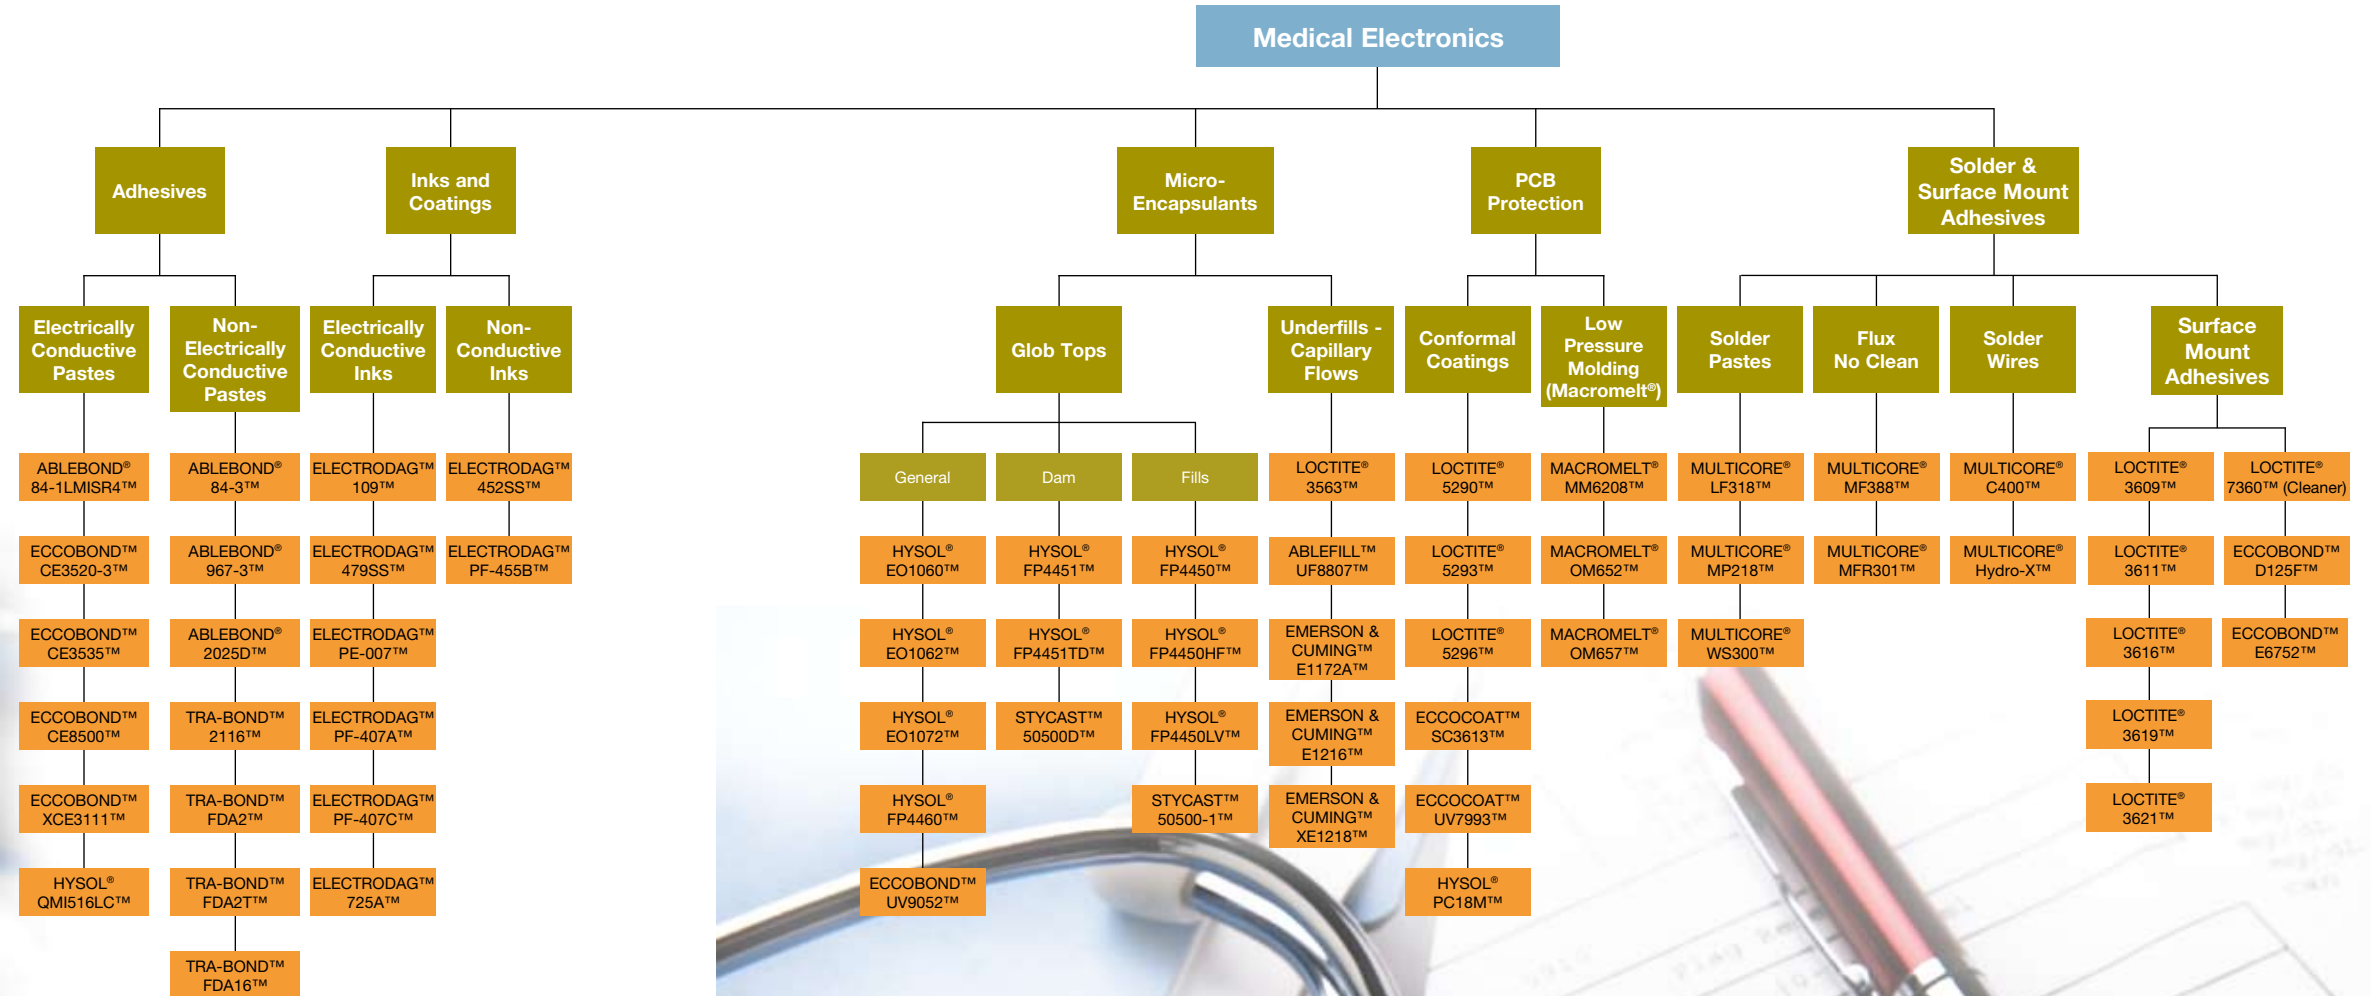 Medical Electronics
Adhesives
Inks and
Coatings
Micro-
Encapsulants
PCB
Protection
Solder &
Surface Mount
Adhesives
Electrically
Conductive
Pastes
Non-
Electrically
Conductive
Pastes
Electrically
Conductive
Inks
Non-
Conductive
Inks
Glob Tops
Underfills -
Capillary
Flows
Conformal
Coatings
Low
Pressure
Molding
(Macromelt®)
Solder
Pastes
Flux
No Clean
Solder
Wires
Surface
Mount
Adhesives
ABLEBOND®
84-1LMISR4™
ECCOBOND™
CE3520-3™
ECCOBOND™
CE3535™
ECCOBOND™
CE8500™
ECCOBOND™
XCE3111™
HYSOL®
QMI516LC™
ABLEBOND®
84-3™
ABLEBOND®
967-3™
ABLEBOND®
2025D™
TRA-BOND™
2116™
TRA-BOND™
FDA2™
TRA-BOND™
FDA2T™
TRA-BOND™
FDA16™
ELECTRODAG™
109™
ELECTRODAG™
479SS™
ELECTRODAG™
PE-007™
ELECTRODAG™
PF-407A™
ELECTRODAG™
PF-407C™
ELECTRODAG™
725A™
ELECTRODAG™
452SS™
ELECTRODAG™
PF-455B™
General
HYSOL®
EO1060™
HYSOL®
EO1062™
HYSOL®
EO1072™
HYSOL®
FP4460™
ECCOBOND™
UV9052™
Dam
HYSOL®
FP4451™
HYSOL®
FP4451TD™
STYCAST™
50500D™
Fills
HYSOL®
FP4450™
HYSOL®
FP4450HF™
HYSOL®
FP4450LV™
STYCAST™
50500-1™
LOCTITE®
3563™
ABLEFILL™
UF8807™
EMERSON &
CUMING™
E1172A™
EMERSON &
CUMING™
E1216™
EMERSON &
CUMING™
XE1218™
LOCTITE®
5290™
LOCTITE®
5293™
LOCTITE®
5296™
ECCOCOAT™
SC3613™
ECCOCOAT™
UV7993™
HYSOL®
PC18M™
MACROMELT®
MM6208™
MACROMELT®
OM652™
MACROMELT®
OM657™
MULTICORE®
LF318™
MULTICORE®
MP218™
MULTICORE®
WS300™
MULTICORE®
MF388™
MULTICORE®
MFR301™
MULTICORE®
C400™
MULTICORE®
Hydro-X™
LOCTITE®
3609™
LOCTITE®
3611™
LOCTITE®
3616™
LOCTITE®
3619™
LOCTITE®
3621™
LOCTITE®
7360™ (Cleaner)
ECCOBOND™
D125F™
ECCOBOND™
E6752™